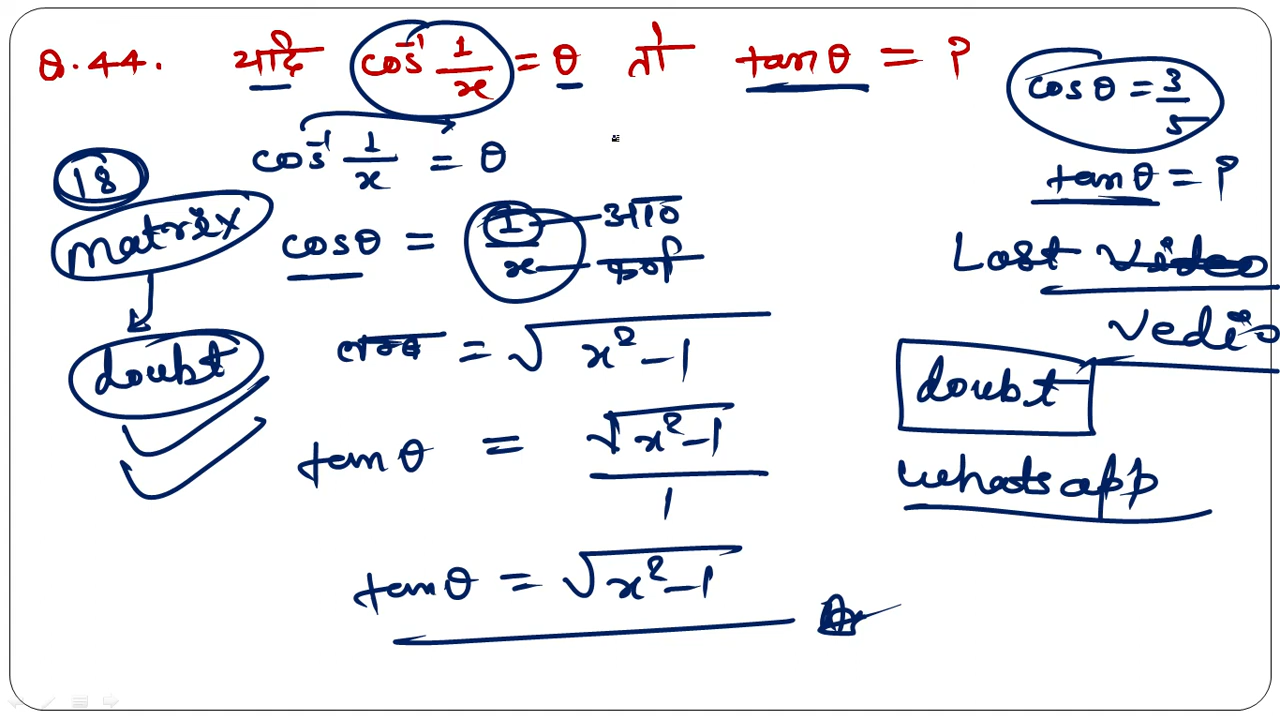 Q.44. यदि cos⁻¹ 1/x = θ तो tanθ = ?
cos⁻¹ 1/x = θ
cosθ = 1/x
1 — आधार
x — कर्ण
लम्ब = √(x² - 1)
tanθ = √(x² - 1)/1
tanθ = √(x² - 1)
18
matrix
doubt
cosθ = 3/5
tanθ = ?
Last Video
Vedio
doubt
whatsapp